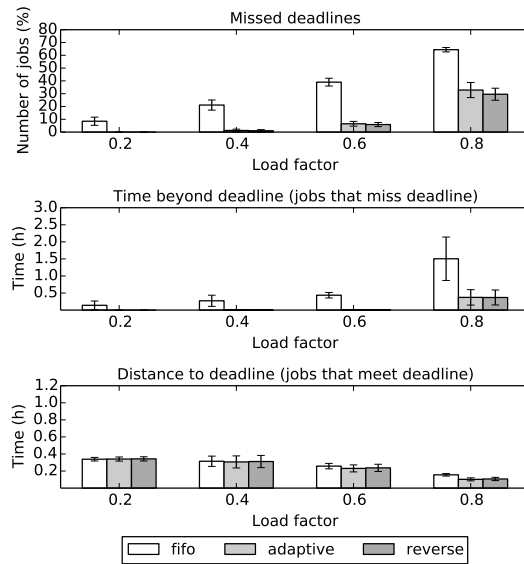 Missed deadlines
Number of jobs (%)
80
70
60
50
40
30
20
10
0
0.2 0.4 0.6 0.8
Load factor
Time beyond deadline (jobs that miss deadline)
Time (h)
3.0
2.5
2.0
1.5
1.0
0.5
0.2 0.4 0.6 0.8
Load factor
Distance to deadline (jobs that meet deadline)
Time (h)
1.2
1.0
0.8
0.6
0.4
0.2
0.2 0.4 0.6 0.8
Load factor
fifo adaptive reverse